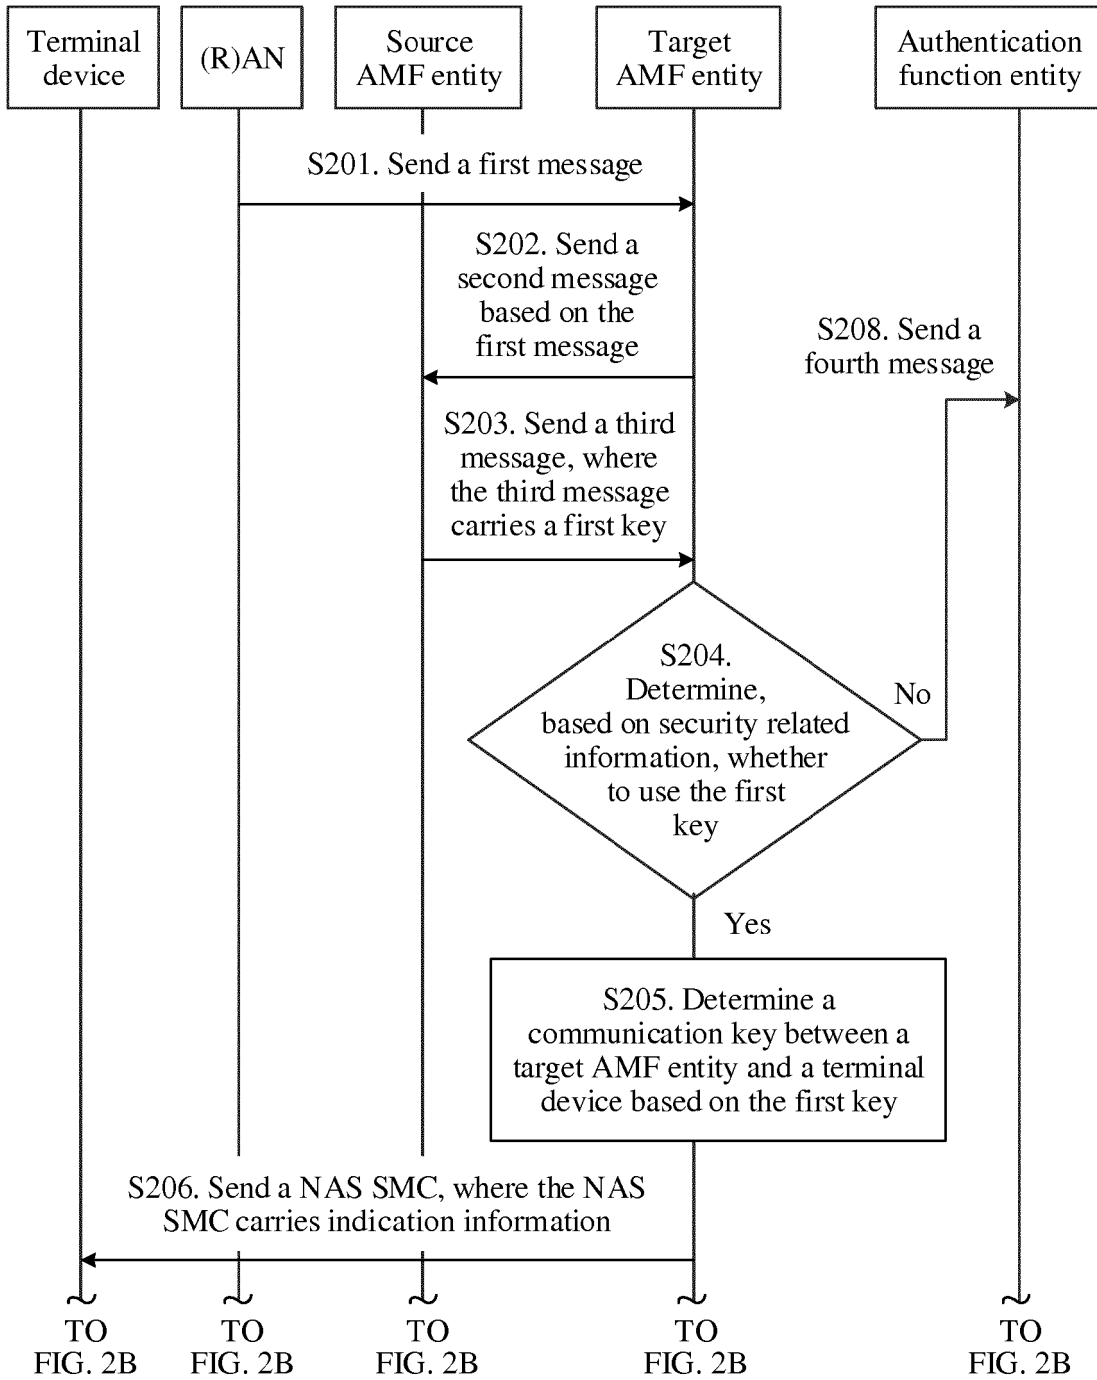 Terminal
device
(R)AN
Source
AMF entity
Target
AMF entity
Authentication
function entity
S201. Send a first message
S202. Send a
second message
based on the
first message
S208. Send a
fourth message
S203. Send a third
message, where
the third message
carries a first key
S204.
Determine,
based on security related
information, whether
to use the first
key
No
Yes
S205. Determine a
communication key between a
target AMF entity and a terminal
device based on the first key
S206. Send a NAS SMC, where the NAS
SMC carries indication information
TO
FIG. 2B
TO
FIG. 2B
TO
FIG. 2B
TO
FIG. 2B
TO
FIG. 2B